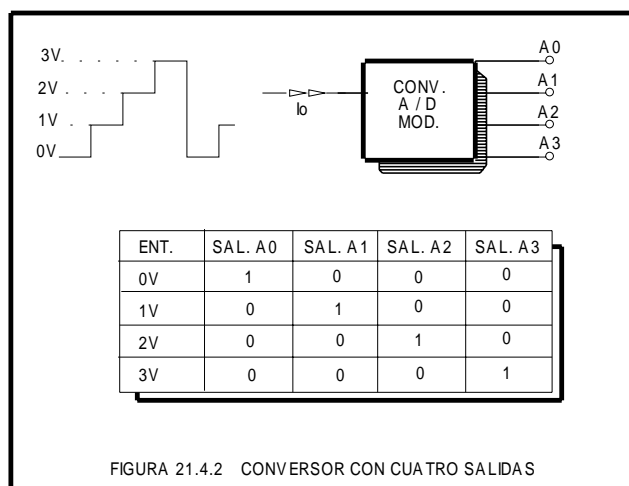 3V
2V
1V
0V
Io
CONV.
A / D
MOD.
A0
A1
A2
A3
ENT. SAL. A0 SAL. A1 SAL. A2 SAL. A3
0V 1 0 0 0
1V 0 1 0 0
2V 0 0 1 0
3V 0 0 0 1
FIGURA 21.4.2 CONVERSOR CON CUATRO SALIDAS